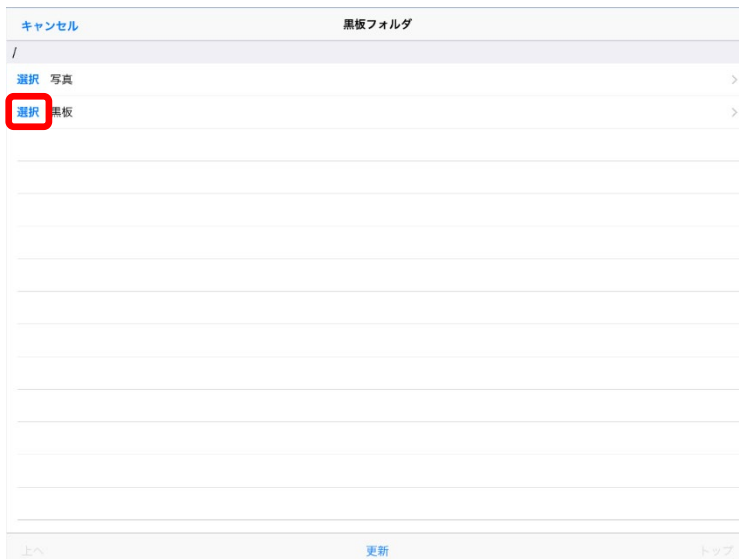 キャンセル 黒板フォルダ
/
選択 写真
選択 黒板
上へ 更新 トップ